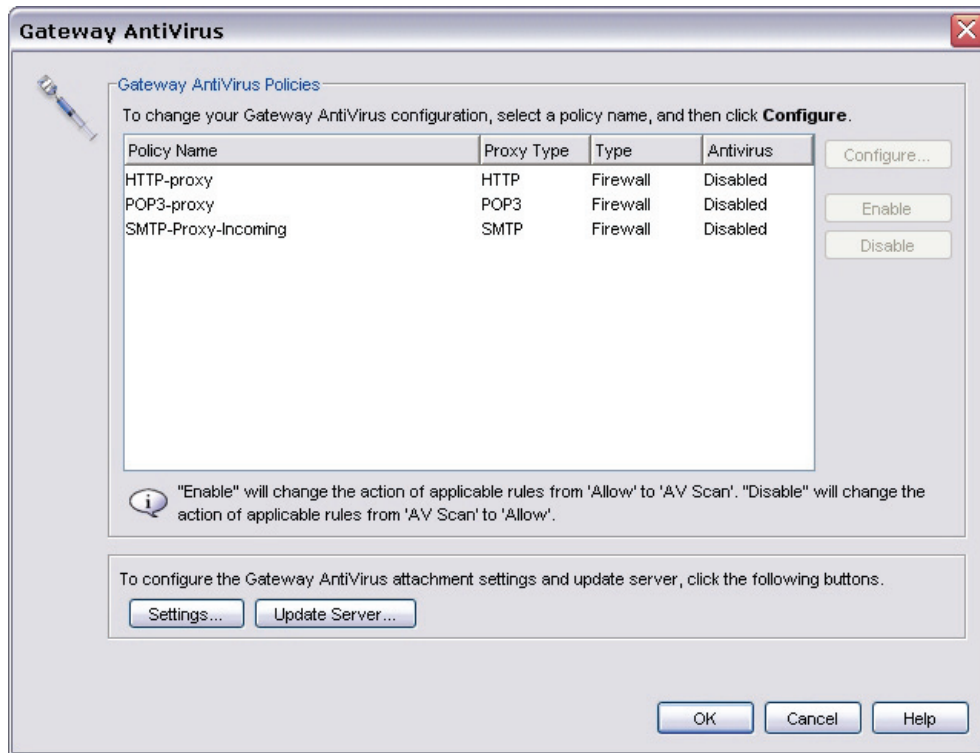 Gateway AntiVirus
Gateway AntiVirus Policies
To change your Gateway AntiVirus configuration, select a policy name, and then click Configure.
Policy Name Proxy Type Type Antivirus
HTTP-proxy HTTP Firewall Disabled
POP3-proxy POP3 Firewall Disabled
SMTP-Proxy-Incoming SMTP Firewall Disabled
Configure...
Enable
Disable
"Enable" will change the action of applicable rules from 'Allow' to 'AV Scan'. "Disable" will change the
action of applicable rules from 'AV Scan' to 'Allow'.
To configure the Gateway AntiVirus attachment settings and update server, click the following buttons.
Settings... Update Server...
OK Cancel Help